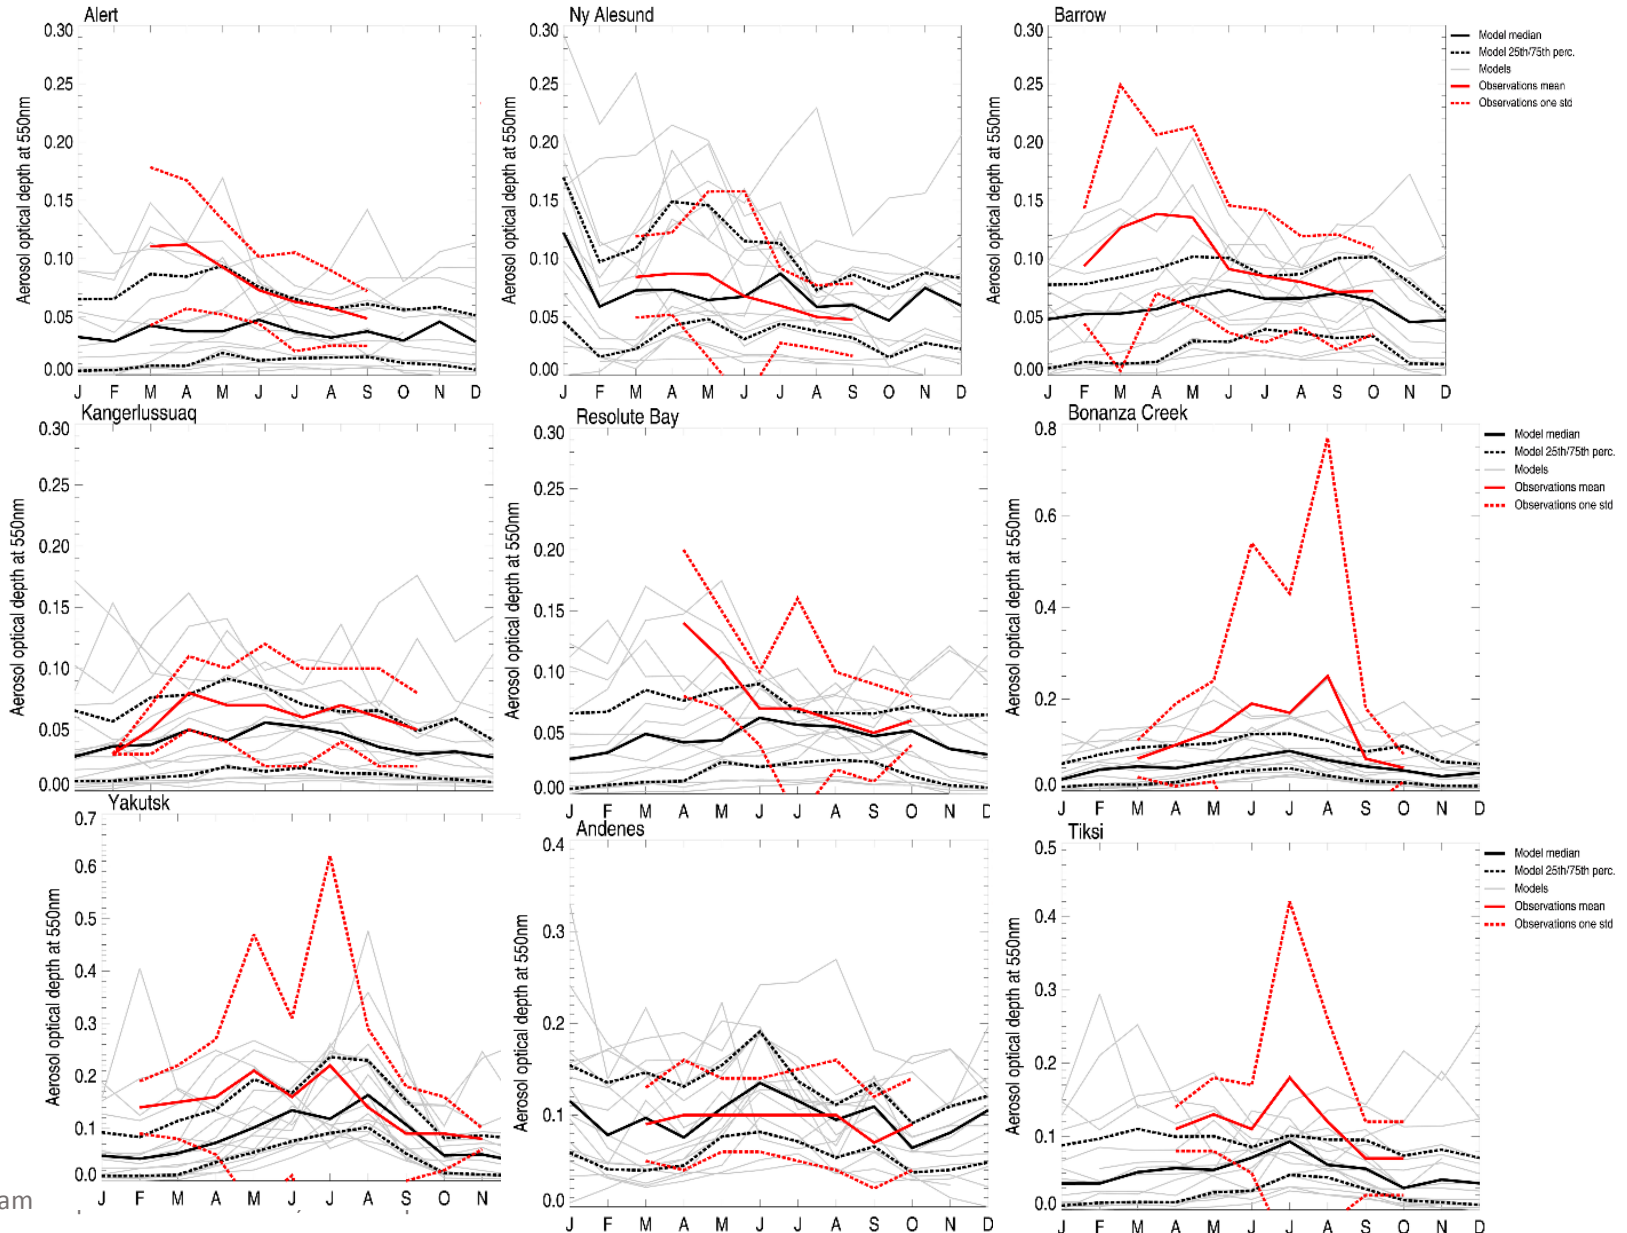 Alert
0.30
0.25
0.20
0.15
0.10
0.05
0.00
Aerosol optical depth at 550nm
J F M A M J J A S O N D
Ny Alesund
0.30
0.25
0.20
0.15
0.10
0.05
0.00
Aerosol optical depth at 550nm
J F M A M J J A S O N D
Barrow
0.30
0.25
0.20
0.15
0.10
0.05
0.00
Aerosol optical depth at 550nm
J F M A M J J A S O N D
Model median
Model 25th/75th perc.
Models
Observations mean
Observations one std
Kangerlussuaq
0.30
0.25
0.20
0.15
0.10
0.05
0.00
Aerosol optical depth at 550nm
Resolute Bay
0.30
0.25
0.20
0.15
0.10
0.05
0.00
Aerosol optical depth at 550nm
J F M A M J J A S O N D
Bonanza Creek
0.8
0.6
0.4
0.2
0.0
Aerosol optical depth at 550nm
J F M A M J J A S O N D
Model median
Model 25th/75th perc.
Models
Observations mean
Observations one std
Yakutsk
0.7
0.6
0.5
0.4
0.3
0.2
0.1
0.0
Aerosol optical depth at 550nm
J F M A M J J A S O N
Andenes
0.4
0.3
0.2
0.1
0.0
Aerosol optical depth at 550nm
J F M A M J J A S O N D
Tiksi
0.5
0.4
0.3
0.2
0.1
0.0
Aerosol optical depth at 550nm
J F M A M J J A S O N D
Model median
Model 25th/75th perc.
Models
Observations mean
Observations one std
am